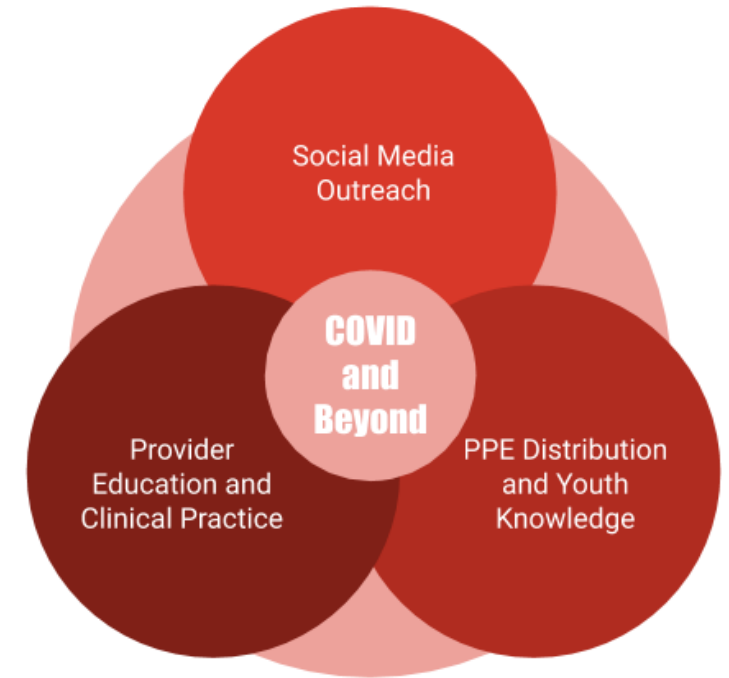 Social Media
Outreach
COVID
and
Beyond
Provider
Education and
Clinical Practice
PPE Distribution
and Youth
Knowledge